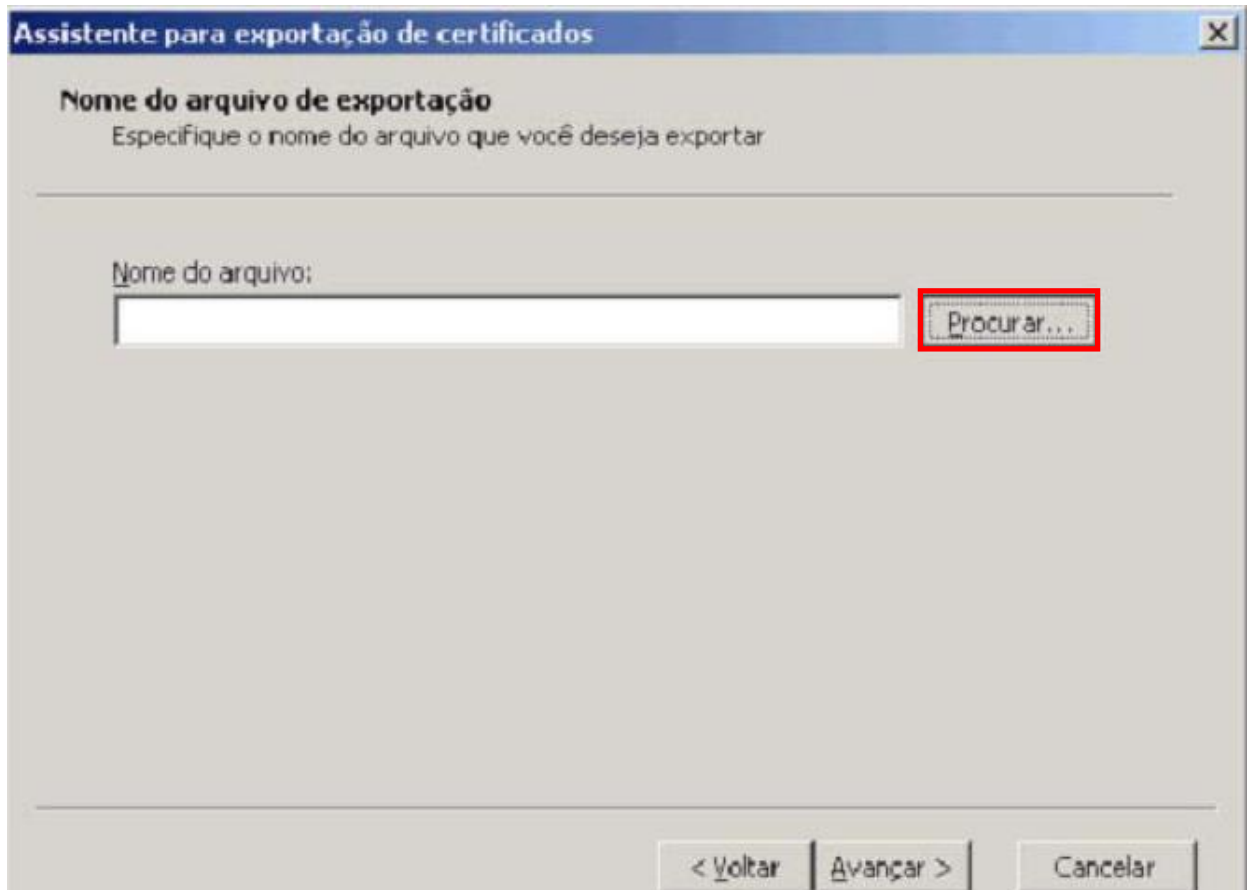 Assistente para exportação de certificados
Nome do arquivo de exportação
Especifique o nome do arquivo que você deseja exportar
Nome do arquivo:
Procurar...
< Voltar Avançar > Cancelar